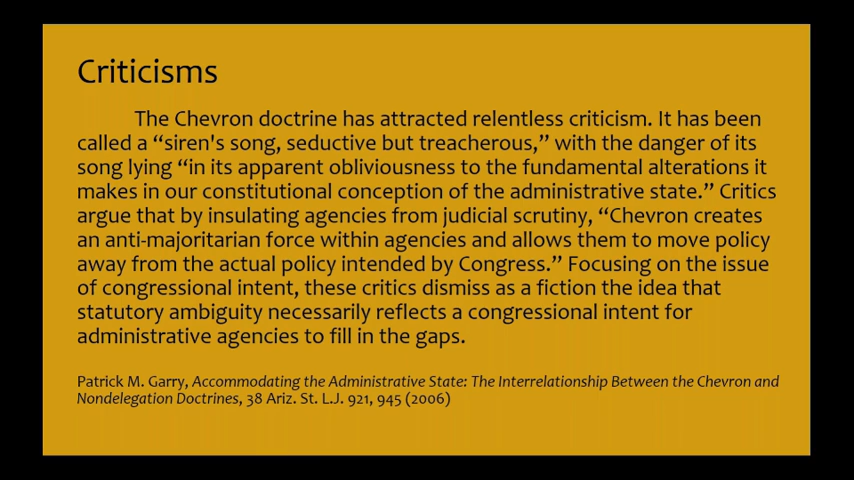 Criticisms
The Chevron doctrine has attracted relentless criticism. It has been
called a “siren's song, seductive but treacherous,” with the danger of its
song lying “in its apparent obliviousness to the fundamental alterations it
makes in our constitutional conception of the administrative state.” Critics
argue that by insulating agencies from judicial scrutiny, “Chevron creates
an anti-majoritarian force within agencies and allows them to move policy
away from the actual policy intended by Congress.” Focusing on the issue
of congressional intent, these critics dismiss as a fiction the idea that
statutory ambiguity necessarily reflects a congressional intent for
administrative agencies to fill in the gaps.
Patrick M. Garry, Accommodating the Administrative State: The Interrelationship Between the Chevron and
Nondelegation Doctrines, 38 Ariz. St. L.J. 921, 945 (2006)